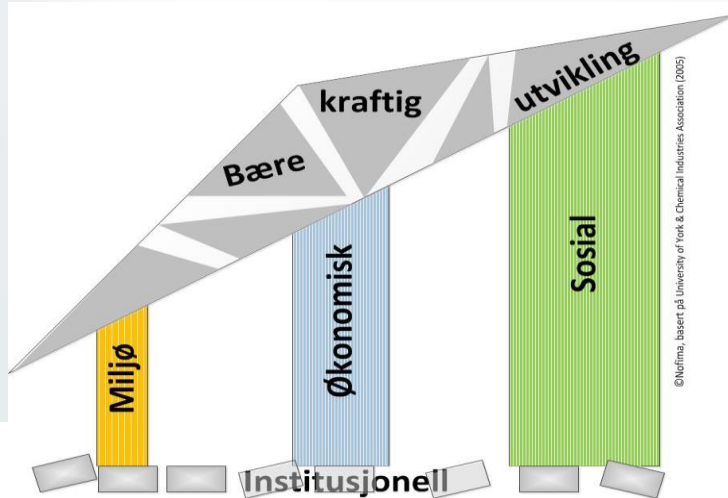 Bære
kraftig
utvikling
Miljø
Økonomisk
Sosial
Institusjonell
©Nofima, basert på University of York & Chemical Industries Association (2005)